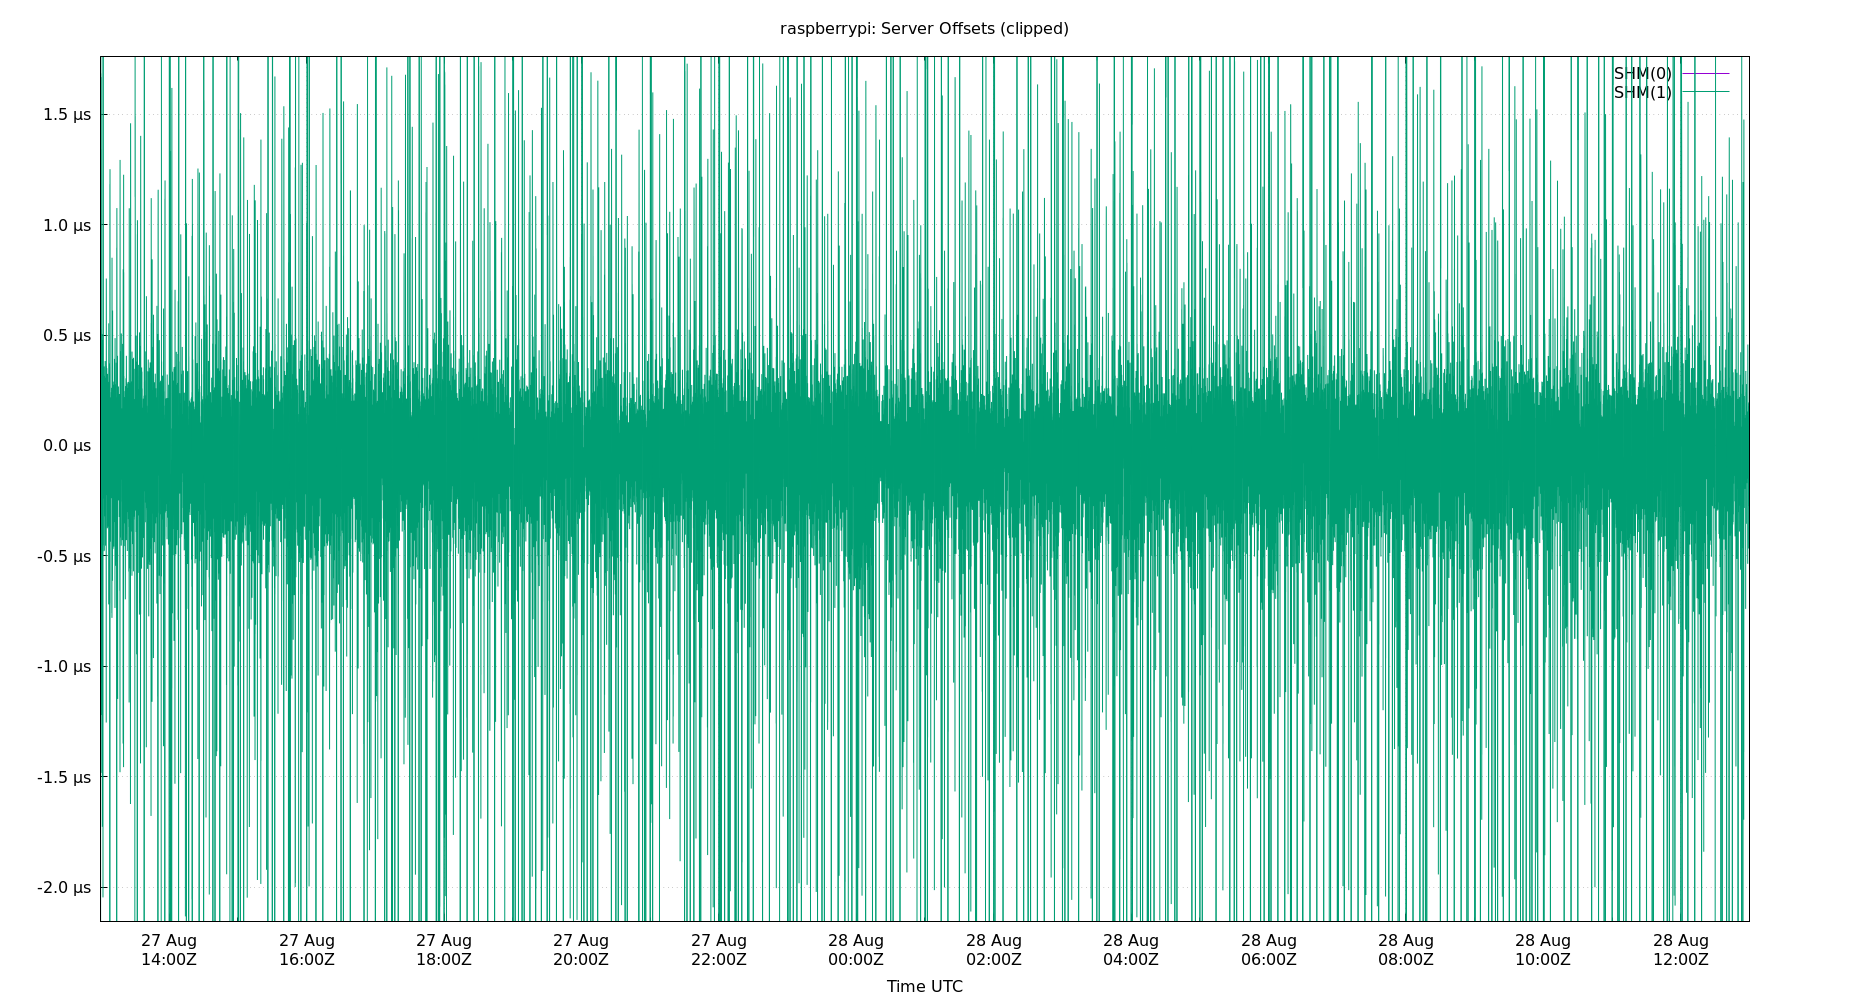 raspberrypi: Server Offsets (clipped)
SHM(0)
SHM(1)
1.5 µs
1.0 µs
0.5 µs
0.0 µs
-0.5 µs
-1.0 µs
-1.5 µs
-2.0 µs
27 Aug 27 Aug 27 Aug 27 Aug 27 Aug 28 Aug 28 Aug 28 Aug 28 Aug 28 Aug 28 Aug 28 Aug
14:00Z 16:00Z 18:00Z 20:00Z 22:00Z 00:00Z 02:00Z 04:00Z 06:00Z 08:00Z 10:00Z 12:00Z
Time UTC